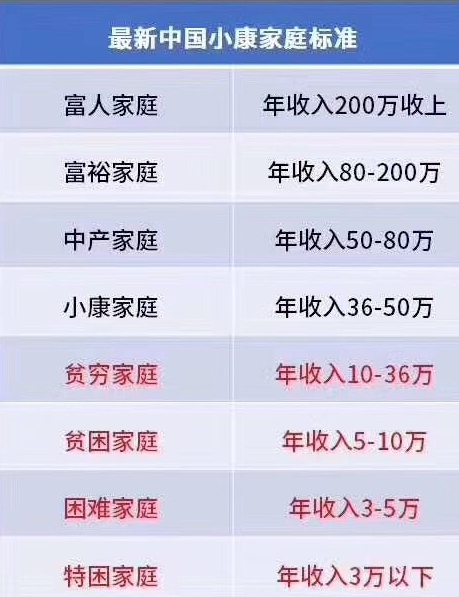 最新中国小康家庭标准
富人家庭 年收入200万收上
富裕家庭 年收入80-200万
中产家庭 年收入50-80万
小康家庭 年收入36-50万
贫穷家庭 年收入10-36万
贫困家庭 年收入5-10万
困难家庭 年收入3-5万
特困家庭 年收入3万以下